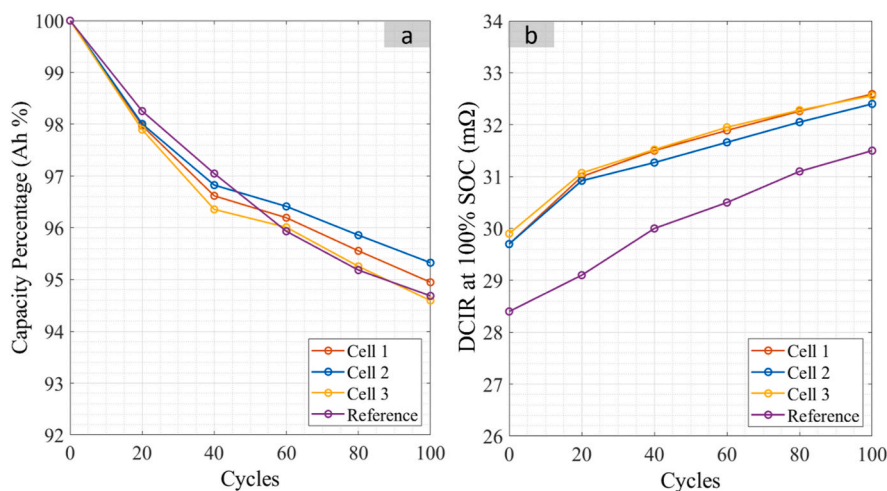 a
100
99
98
97
96
95
94
93
92
Capacity Percentage (Ah %)
0 20 40 60 80 100
Cycles
Cell 1
Cell 2
Cell 3
Reference
b
34
33
32
31
30
29
28
27
26
DCIR at 100% SOC (mΩ)
0 20 40 60 80 100
Cycles
Cell 1
Cell 2
Cell 3
Reference